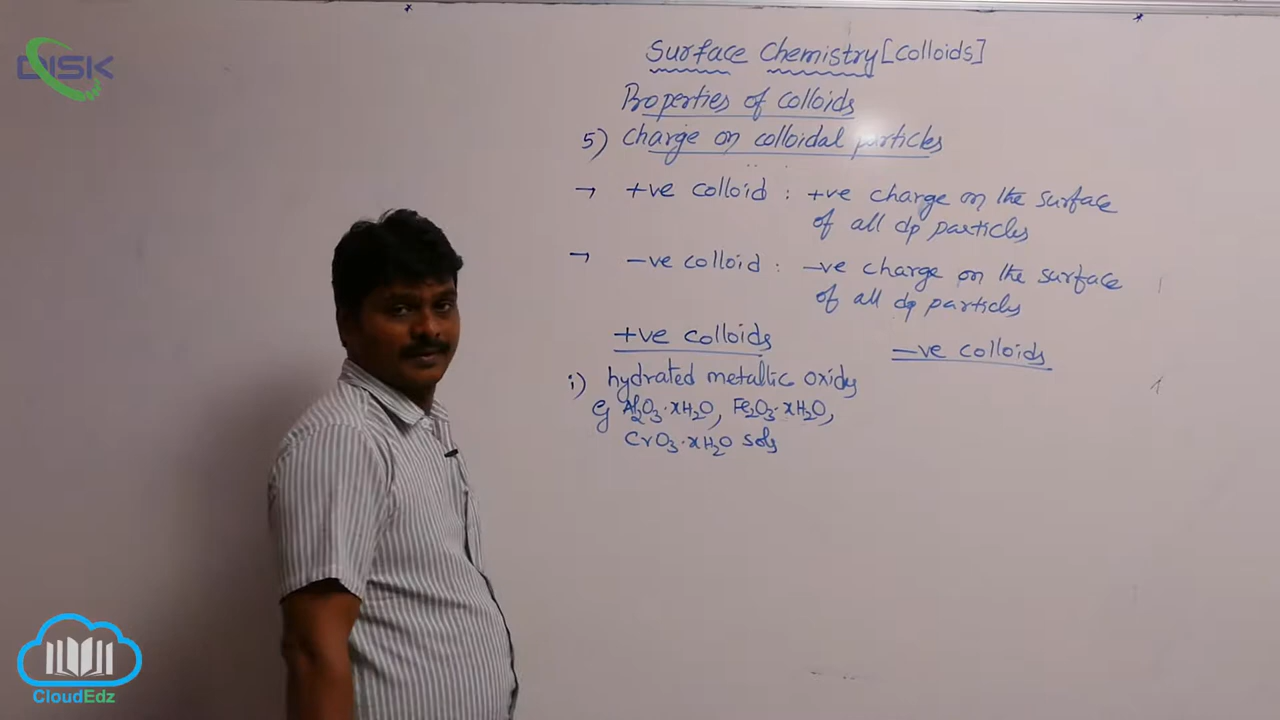 DISK
Surface Chemistry [Colloids]
Properties of colloids
5) Charge on colloidal particles
→ +ve colloid : +ve charge on the surface
of all dp particles
→ -ve colloid : -ve charge on the surface
of all dp particles
+ve colloids
-ve colloids
i) hydrated metallic oxides
eg Al2O3·xH2O, Fe2O3·xH2O,
CrO3·xH2O sols
CloudEdz